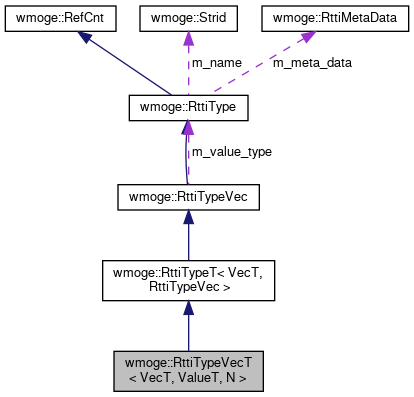 wmoge::RefCnt
wmoge::Strid
wmoge::RttiMetaData
m_name
m_meta_data
wmoge::RttiType
m_value_type
wmoge::RttiTypeVec
wmoge::RttiTypeT< VecT,
RttiTypeVec >
wmoge::RttiTypeVecT
< VecT, ValueT, N >